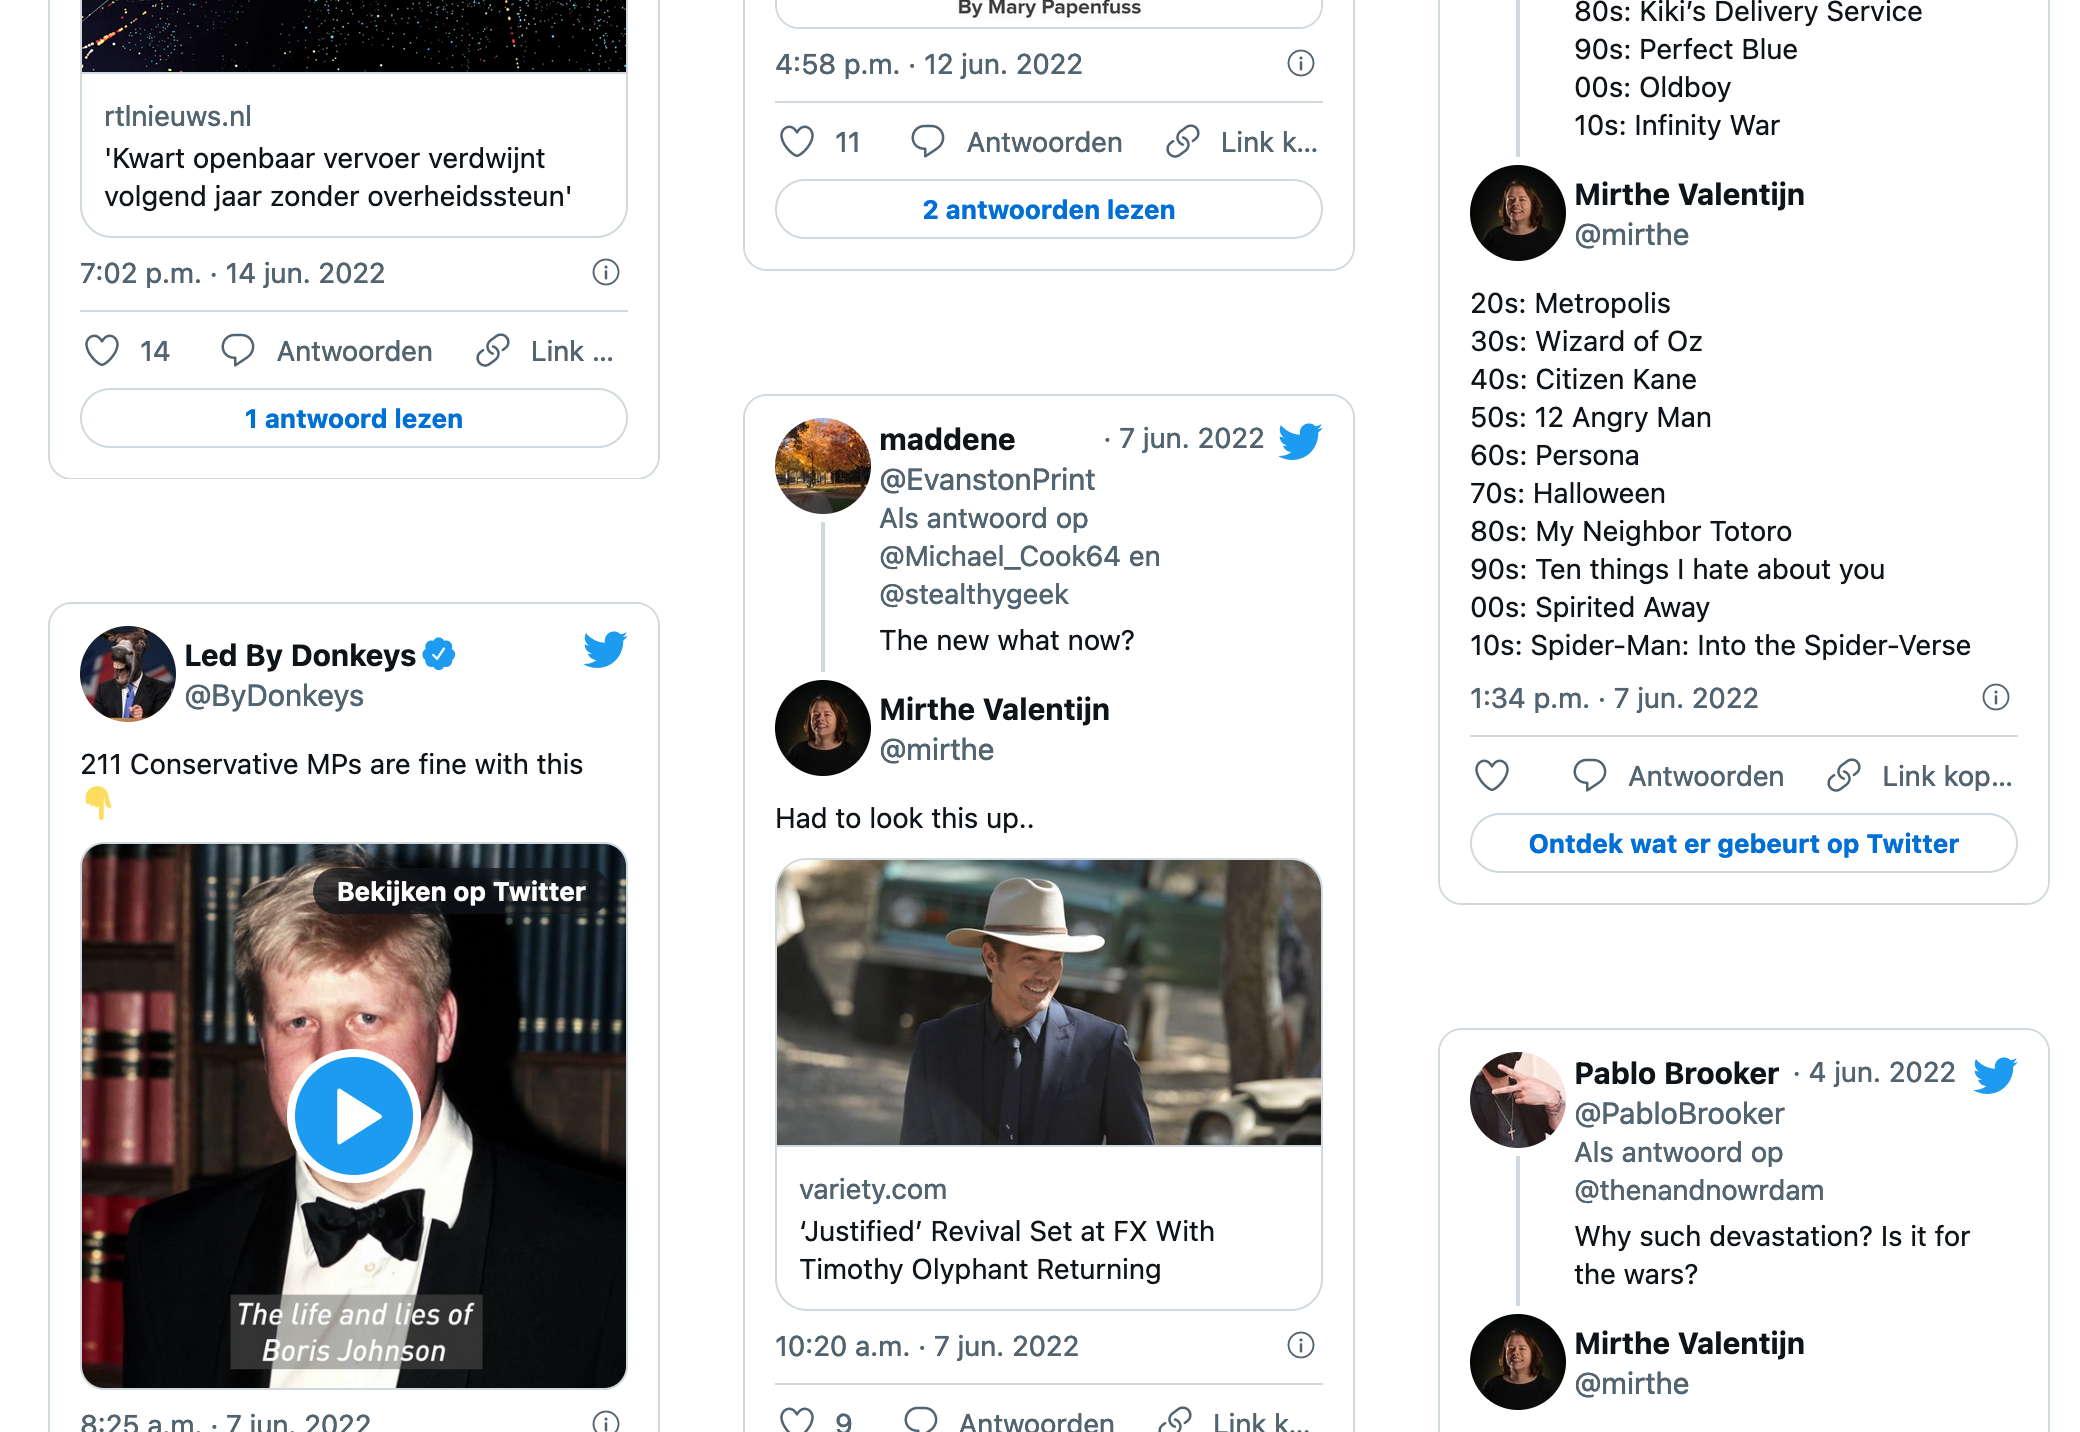 rtlnieuws.nl
'Kwart openbaar vervoer verdwijnt
volgend jaar zonder overheidssteun'
7:02 p.m. · 14 jun. 2022
14 Antwoorden Link ...
1 antwoord lezen
Led By Donkeys
@ByDonkeys
211 Conservative MPs are fine with this
Bekijken op Twitter
The life and lies of
Boris Johnson
8:25 a.m. · 7 jun. 2022
By Mary Papenfuss
4:58 p.m. · 12 jun. 2022
11 Antwoorden Link k...
2 antwoorden lezen
maddene · 7 jun. 2022
@EvanstonPrint
Als antwoord op
@Michael_Cook64 en
@stealthygeek
The new what now?
Mirthe Valentijn
@mirthe
Had to look this up..
variety.com
‘Justified’ Revival Set at FX With
Timothy Olyphant Returning
10:20 a.m. · 7 jun. 2022
9 Antwoorden Link k...
80s: Kiki’s Delivery Service
90s: Perfect Blue
00s: Oldboy
10s: Infinity War
Mirthe Valentijn
@mirthe
20s: Metropolis
30s: Wizard of Oz
40s: Citizen Kane
50s: 12 Angry Man
60s: Persona
70s: Halloween
80s: My Neighbor Totoro
90s: Ten things I hate about you
00s: Spirited Away
10s: Spider-Man: Into the Spider-Verse
1:34 p.m. · 7 jun. 2022
Antwoorden Link kop...
Ontdek wat er gebeurt op Twitter
Pablo Brooker · 4 jun. 2022
@PabloBrooker
Als antwoord op
@thenandnowrdam
Why such devastation? Is it for
the wars?
Mirthe Valentijn
@mirthe